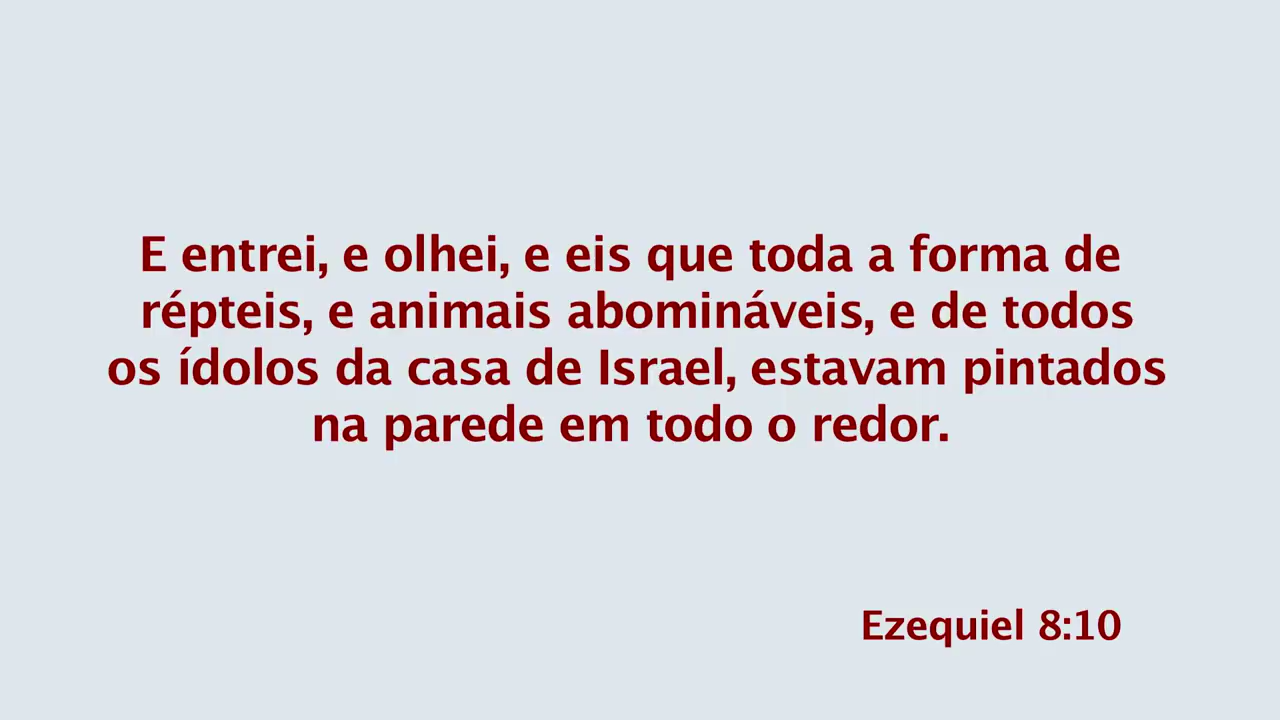 E entrei, e olhei, e eis que toda a forma de
répteis, e animais abomináveis, e de todos
os ídolos da casa de Israel, estavam pintados
na parede em todo o redor.
Ezequiel 8:10